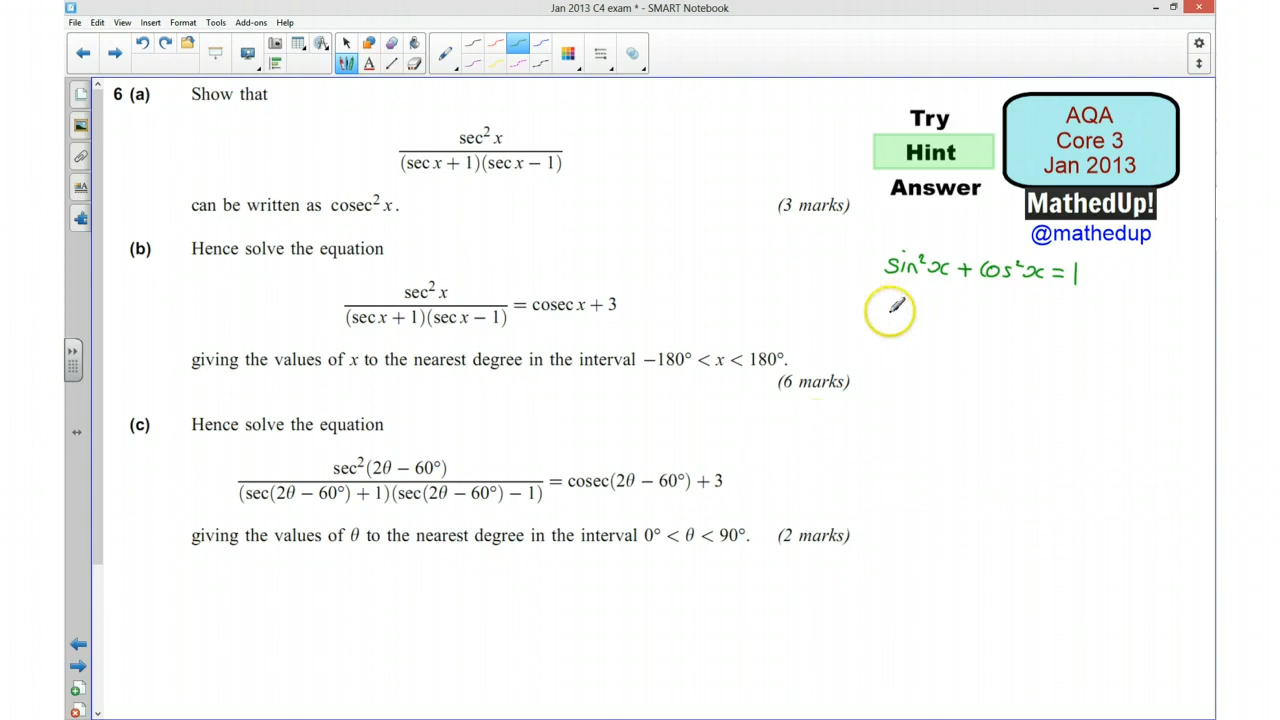 Jan 2013 C4 exam * - SMART Notebook
File Edit View Insert Format Tools Add-ons Help
6 (a) Show that
sec² x
(sec x + 1)(sec x − 1)
can be written as cosec² x. (3 marks)
(b) Hence solve the equation
sec² x
(sec x + 1)(sec x − 1) = cosec x + 3
giving the values of x to the nearest degree in the interval −180° < x < 180°.
(6 marks)
(c) Hence solve the equation
sec²(2θ − 60°)
(sec(2θ − 60°) + 1)(sec(2θ − 60°) − 1) = cosec(2θ − 60°) + 3
giving the values of θ to the nearest degree in the interval 0° < θ < 90°. (2 marks)
Try
Hint
Answer
AQA
Core 3
Jan 2013
MathedUp!
@mathedup
sin²x + cos²x = 1